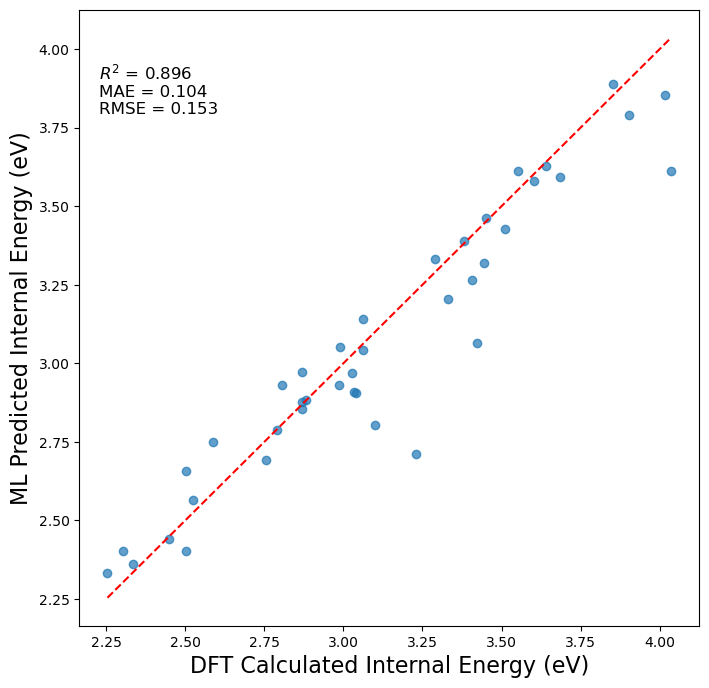 4.00
3.75
3.50
3.25
3.00
2.75
2.50
2.25
ML Predicted Internal Energy (eV)
R² = 0.896
MAE = 0.104
RMSE = 0.153
2.25 2.50 2.75 3.00 3.25 3.50 3.75 4.00
DFT Calculated Internal Energy (eV)